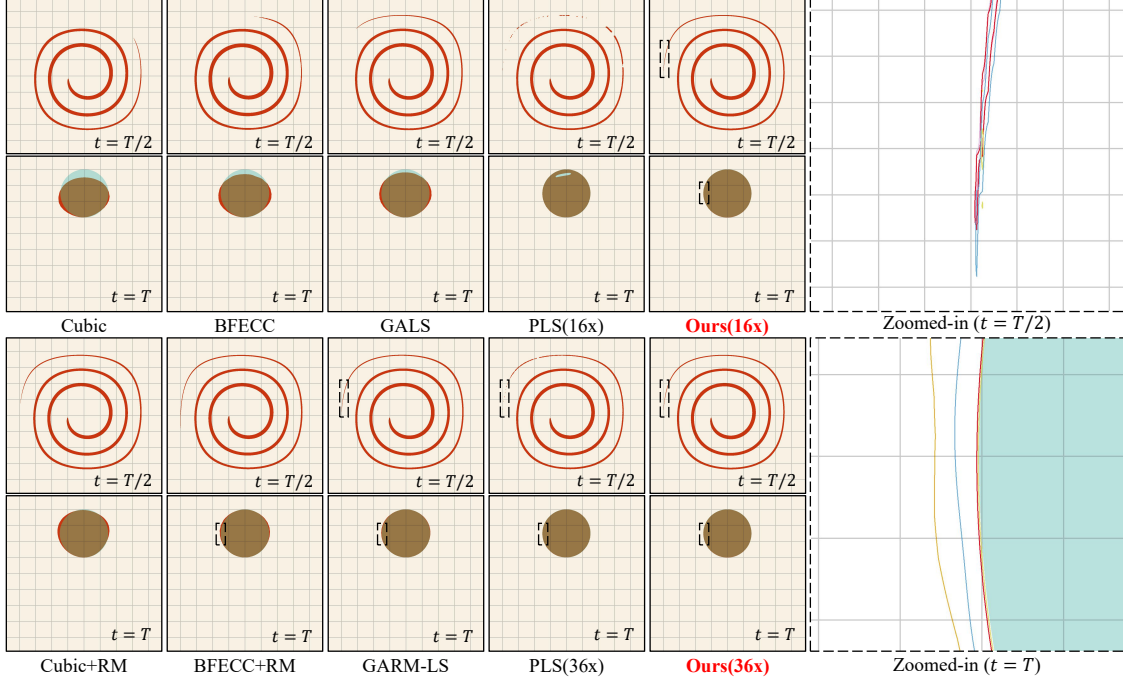 t = T/2 t = T/2 t = T/2 t = T/2 t = T/2
t = T t = T t = T t = T t = T
Cubic BFECC GALS PLS(16x) Ours(16x) Zoomed-in (t = T/2)
t = T/2 t = T/2 t = T/2 t = T/2 t = T/2
t = T t = T t = T t = T t = T
Cubic+RM BFECC+RM GARM-LS PLS(36x) Ours(36x) Zoomed-in (t = T)